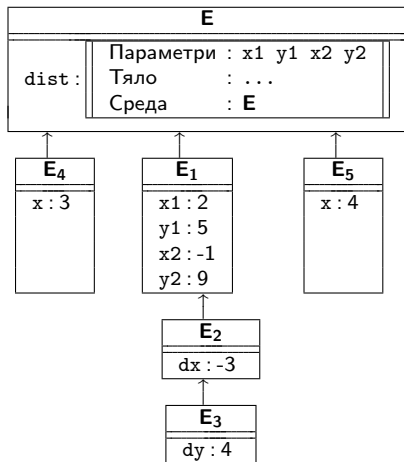 E
dist : Параметри : x1 y1 x2 y2
Тяло : ...
Среда : E
E4
x : 3
E1
x1 : 2
y1 : 5
x2 : -1
y2 : 9
E5
x : 4
E2
dx : -3
E3
dy : 4